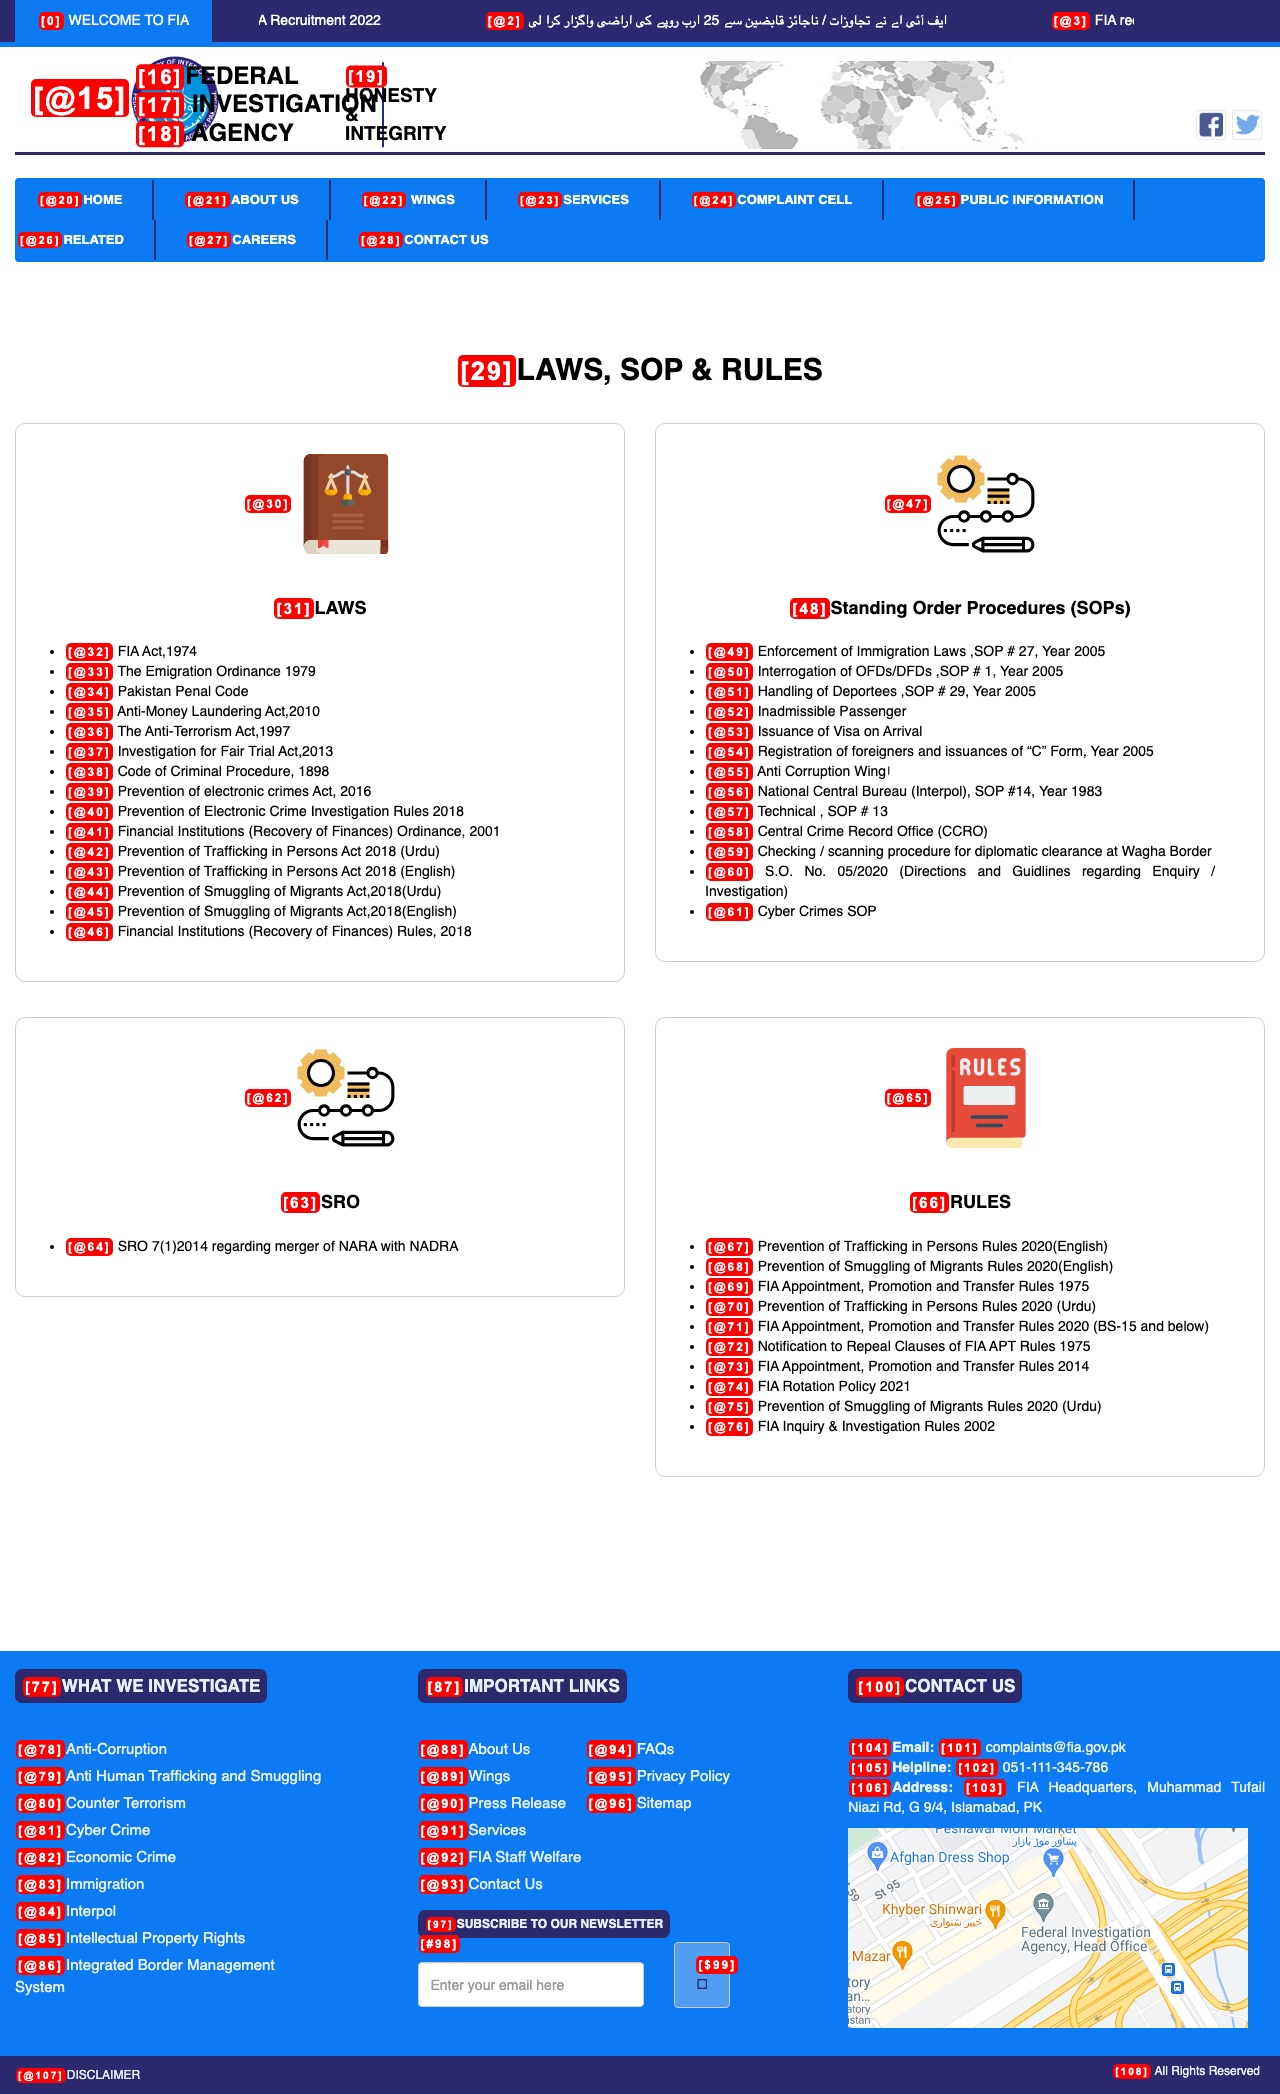 [0] WELCOME TO FIA
A Recruitment 2022
[@2] ایف آئی اے نے تجاوزات / ناجائز قابضین سے 25 ارب روپے کی اراضی واگزار کرا لی
[@3] FIA re
[@15]
[16] FEDERAL
[17] INVESTIGATION
[18] AGENCY
[19]
HONESTY
&
INTEGRITY
[@20] HOME
[@21] ABOUT US
[@22] WINGS
[@23] SERVICES
[@24] COMPLAINT CELL
[@25] PUBLIC INFORMATION
[@26] RELATED
[@27] CAREERS
[@28] CONTACT US
[29] LAWS, SOP & RULES
[@30]
[31] LAWS
[@32] FIA Act,1974
[@33] The Emigration Ordinance 1979
[@34] Pakistan Penal Code
[@35] Anti-Money Laundering Act,2010
[@36] The Anti-Terrorism Act,1997
[@37] Investigation for Fair Trial Act,2013
[@38] Code of Criminal Procedure, 1898
[@39] Prevention of electronic crimes Act, 2016
[@40] Prevention of Electronic Crime Investigation Rules 2018
[@41] Financial Institutions (Recovery of Finances) Ordinance, 2001
[@42] Prevention of Trafficking in Persons Act 2018 (Urdu)
[@43] Prevention of Trafficking in Persons Act 2018 (English)
[@44] Prevention of Smuggling of Migrants Act,2018(Urdu)
[@45] Prevention of Smuggling of Migrants Act,2018(English)
[@46] Financial Institutions (Recovery of Finances) Rules, 2018
[@47]
[48] Standing Order Procedures (SOPs)
[@49] Enforcement of Immigration Laws ,SOP # 27, Year 2005
[@50] Interrogation of OFDs/DFDs ,SOP # 1, Year 2005
[@51] Handling of Deportees ,SOP # 29, Year 2005
[@52] Inadmissible Passenger
[@53] Issuance of Visa on Arrival
[@54] Registration of foreigners and issuances of “C” Form, Year 2005
[@55] Anti Corruption Wing
[@56] National Central Bureau (Interpol), SOP #14, Year 1983
[@57] Technical , SOP # 13
[@58] Central Crime Record Office (CCRO)
[@59] Checking / scanning procedure for diplomatic clearance at Wagha Border
[@60] S.O. No. 05/2020 (Directions and Guidlines regarding Enquiry /
Investigation)
[@61] Cyber Crimes SOP
[@62]
[63] SRO
[@64] SRO 7(1)2014 regarding merger of NARA with NADRA
RULES
[@65]
[66] RULES
[@67] Prevention of Trafficking in Persons Rules 2020(English)
[@68] Prevention of Smuggling of Migrants Rules 2020(English)
[@69] FIA Appointment, Promotion and Transfer Rules 1975
[@70] Prevention of Trafficking in Persons Rules 2020 (Urdu)
[@71] FIA Appointment, Promotion and Transfer Rules 2020 (BS-15 and below)
[@72] Notification to Repeal Clauses of FIA APT Rules 1975
[@73] FIA Appointment, Promotion and Transfer Rules 2014
[@74] FIA Rotation Policy 2021
[@75] Prevention of Smuggling of Migrants Rules 2020 (Urdu)
[@76] FIA Inquiry & Investigation Rules 2002
[77] WHAT WE INVESTIGATE
[@78] Anti-Corruption
[@79] Anti Human Trafficking and Smuggling
[@80] Counter Terrorism
[@81] Cyber Crime
[@82] Economic Crime
[@83] Immigration
[@84] Interpol
[@85] Intellectual Property Rights
[@86] Integrated Border Management
System
[87] IMPORTANT LINKS
[@88] About Us
[@89] Wings
[@90] Press Release
[@91] Services
[@92] FIA Staff Welfare
[@93] Contact Us
[@94] FAQs
[@95] Privacy Policy
[@96] Sitemap
[97] SUBSCRIBE TO OUR NEWSLETTER
[#98]
Enter your email here
[$99]
[100] CONTACT US
[104] Email: [101] complaints@fia.gov.pk
[105] Helpline: [102] 051-111-345-786
[106] Address: [103] FIA Headquarters, Muhammad Tufail
Niazi Rd, G 9/4, Islamabad, PK
Peshawar Morr Market
پشاور موڑ بازار
Afghan Dress Shop
59
St 95
Khyber Shinwari
خیبر شنواری
Federal Investigation
Agency, Head Office
Mazar
[@107] DISCLAIMER
[108] All Rights Reserved